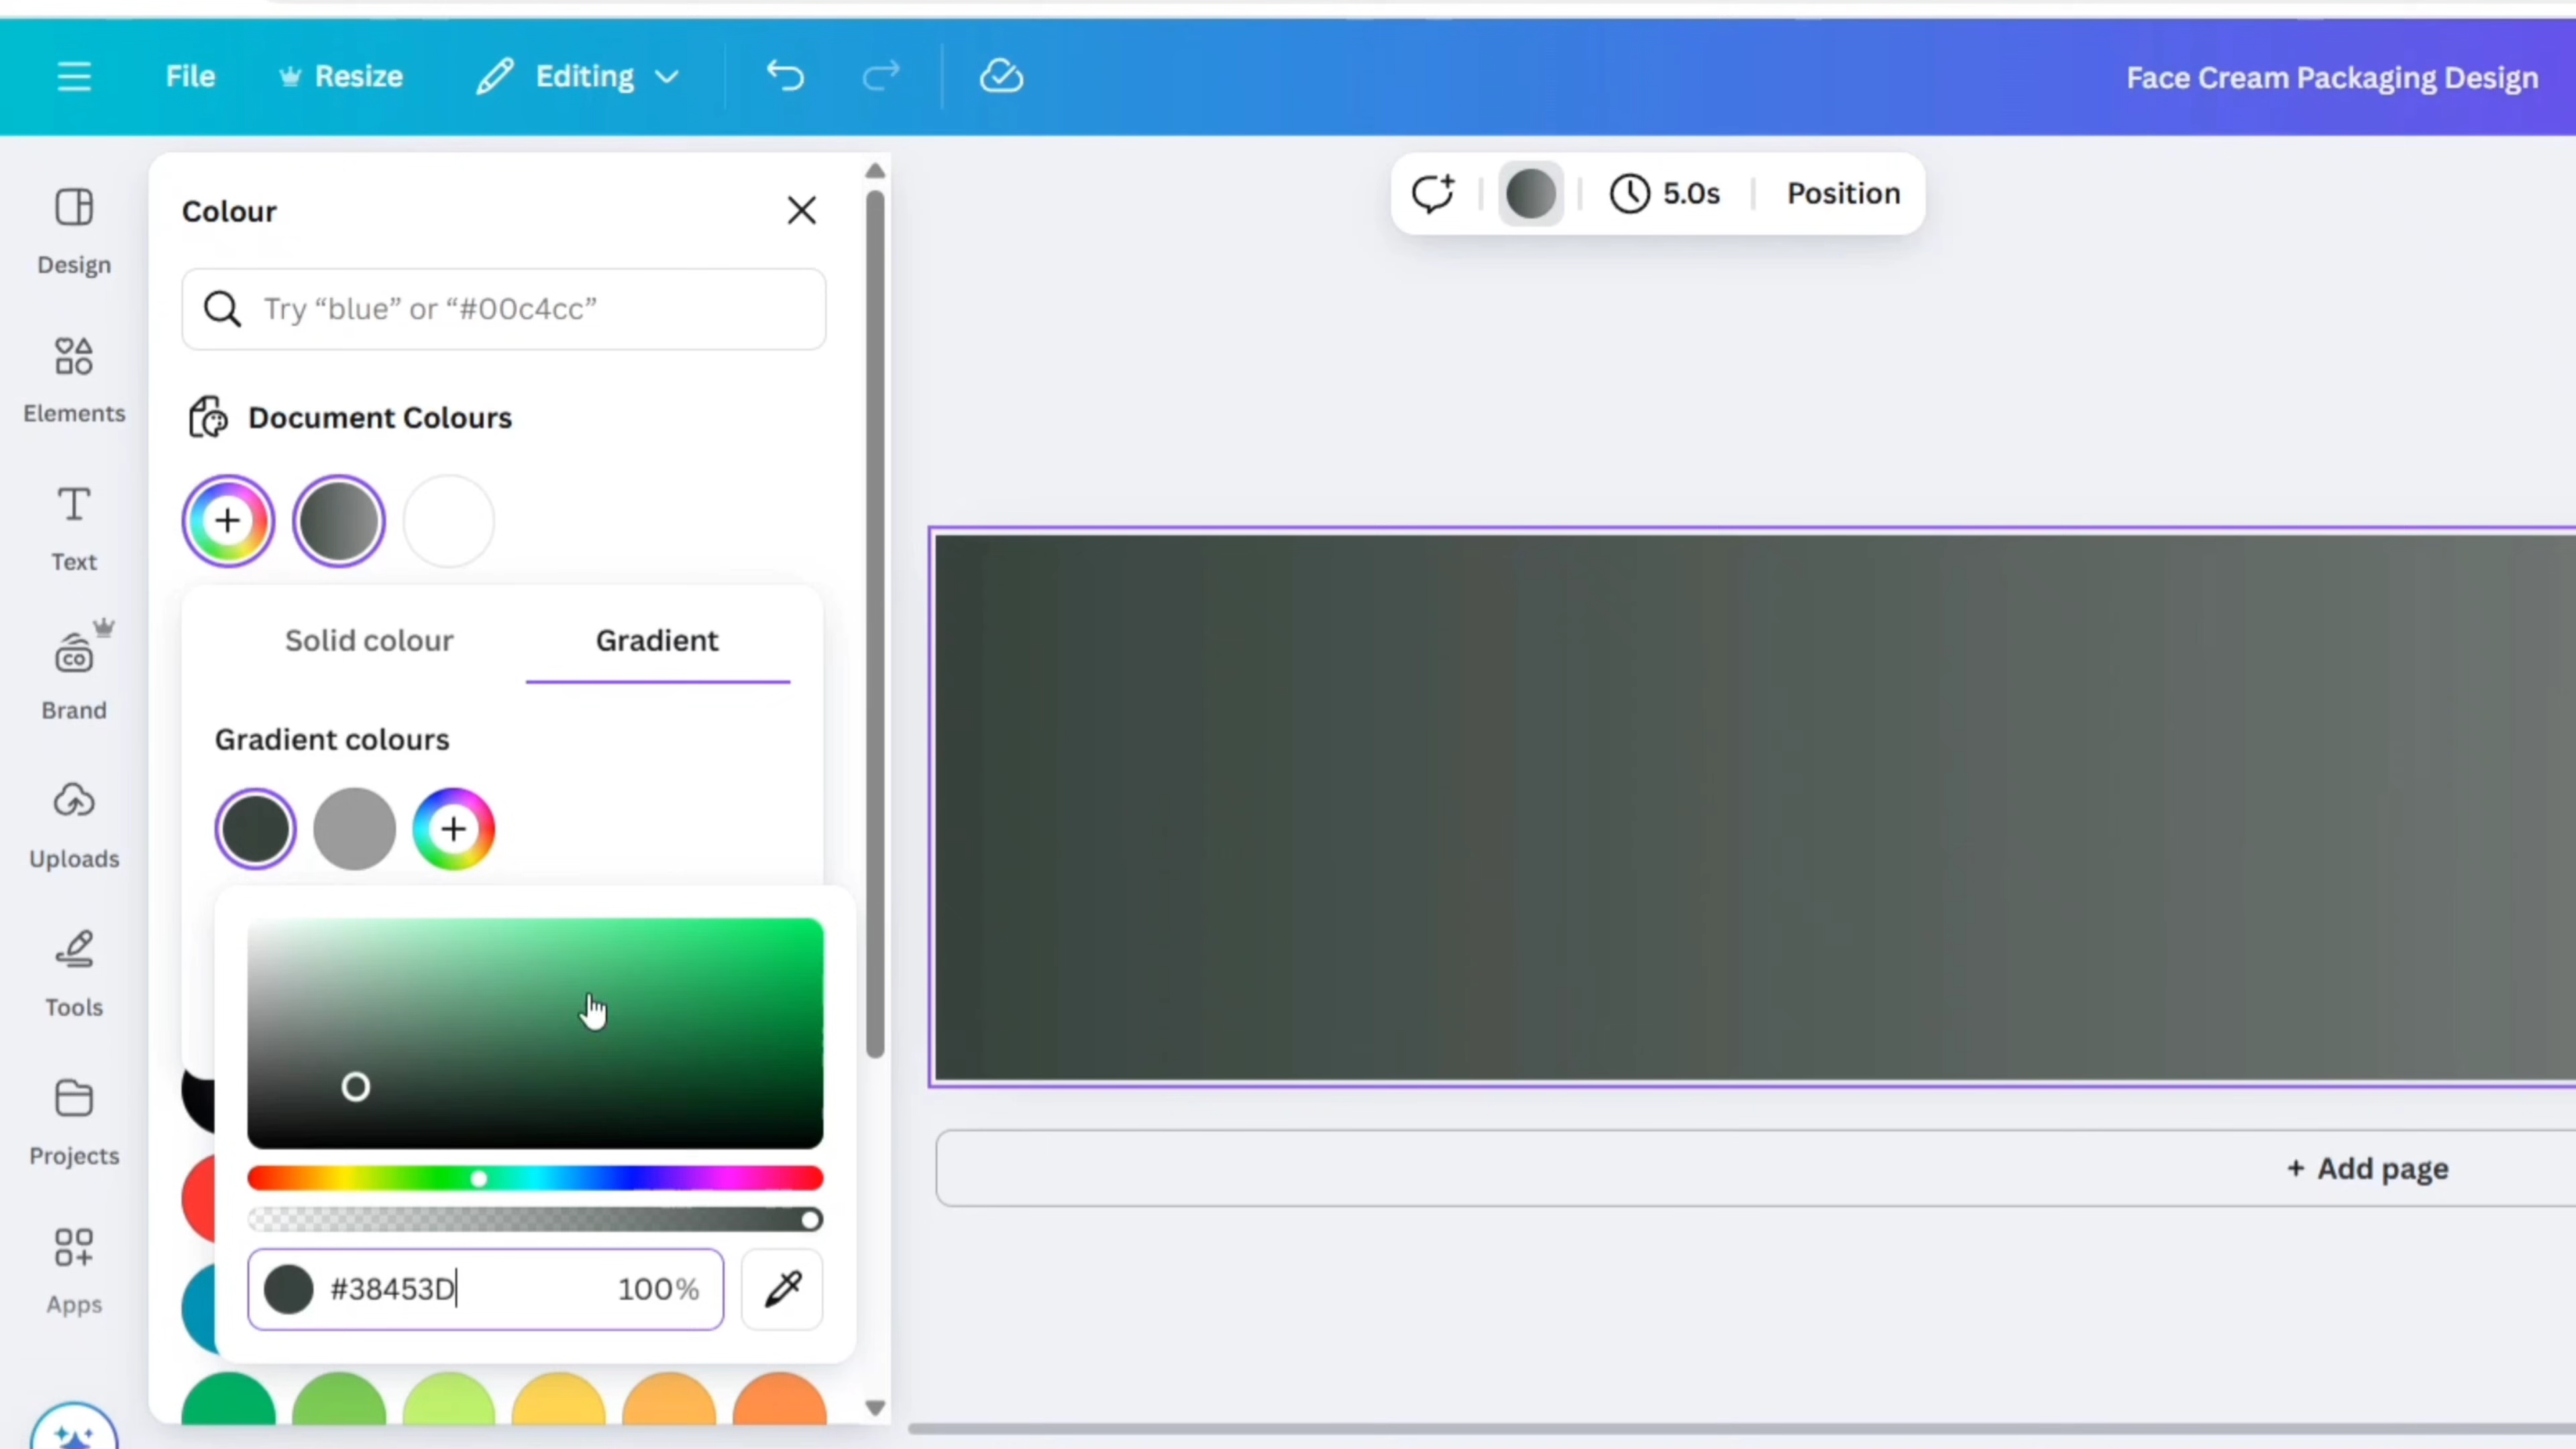 File
Resize
Editing
Face Cream Packaging Design
Design
Elements
Text
Brand
Uploads
Tools
Projects
Apps
Colour
Try “blue” or “#00c4cc”
Document Colours
Solid colour
Gradient
Gradient colours
#38453D
100%
5.0s
Position
+ Add page
CO